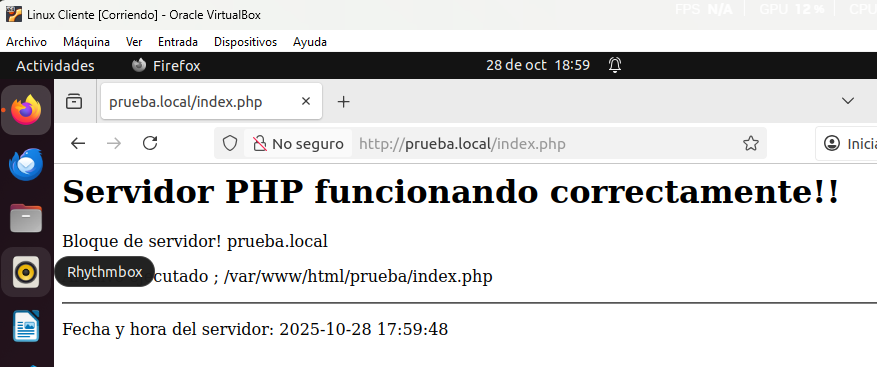 Linux Cliente [Corriendo] - Oracle VirtualBox
FPS N/A GPU 12 % CPU
Archivo Máquina Ver Entrada Dispositivos Ayuda
Actividades Firefox 28 de oct 18:59
prueba.local/index.php
No seguro http://prueba.local/index.php Inicia
Servidor PHP funcionando correctamente!!
Bloque de servidor! prueba.local
Rhythmbox cutado ; /var/www/html/prueba/index.php
Fecha y hora del servidor: 2025-10-28 17:59:48